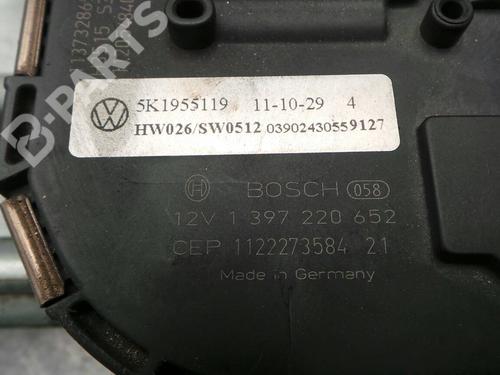 B-PARTS
5K1955119 11-10-29 4
HW026/SW0512 03902430559127
BOSCH 058
12V 1 397 220 652
CEP 1122273584 21
Made in Germany